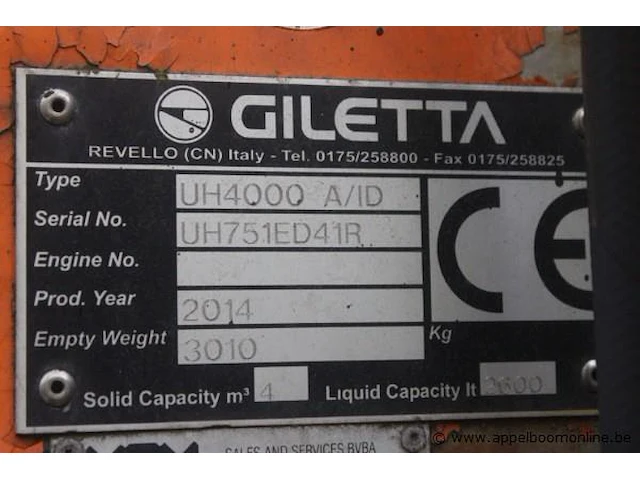 GILETTA
REVELLO (CN) Italy - Tel. 0175/258800 - Fax 0175/258825
Type UH4000 A/ID
Serial No. UH751ED41R
Engine No.
Prod. Year 2014
Empty Weight 3010 Kg
CE
Solid Capacity m³ 4 Liquid Capacity lt 2600
SALES AND SERVICES BVBA
© www.appelboomonline.be